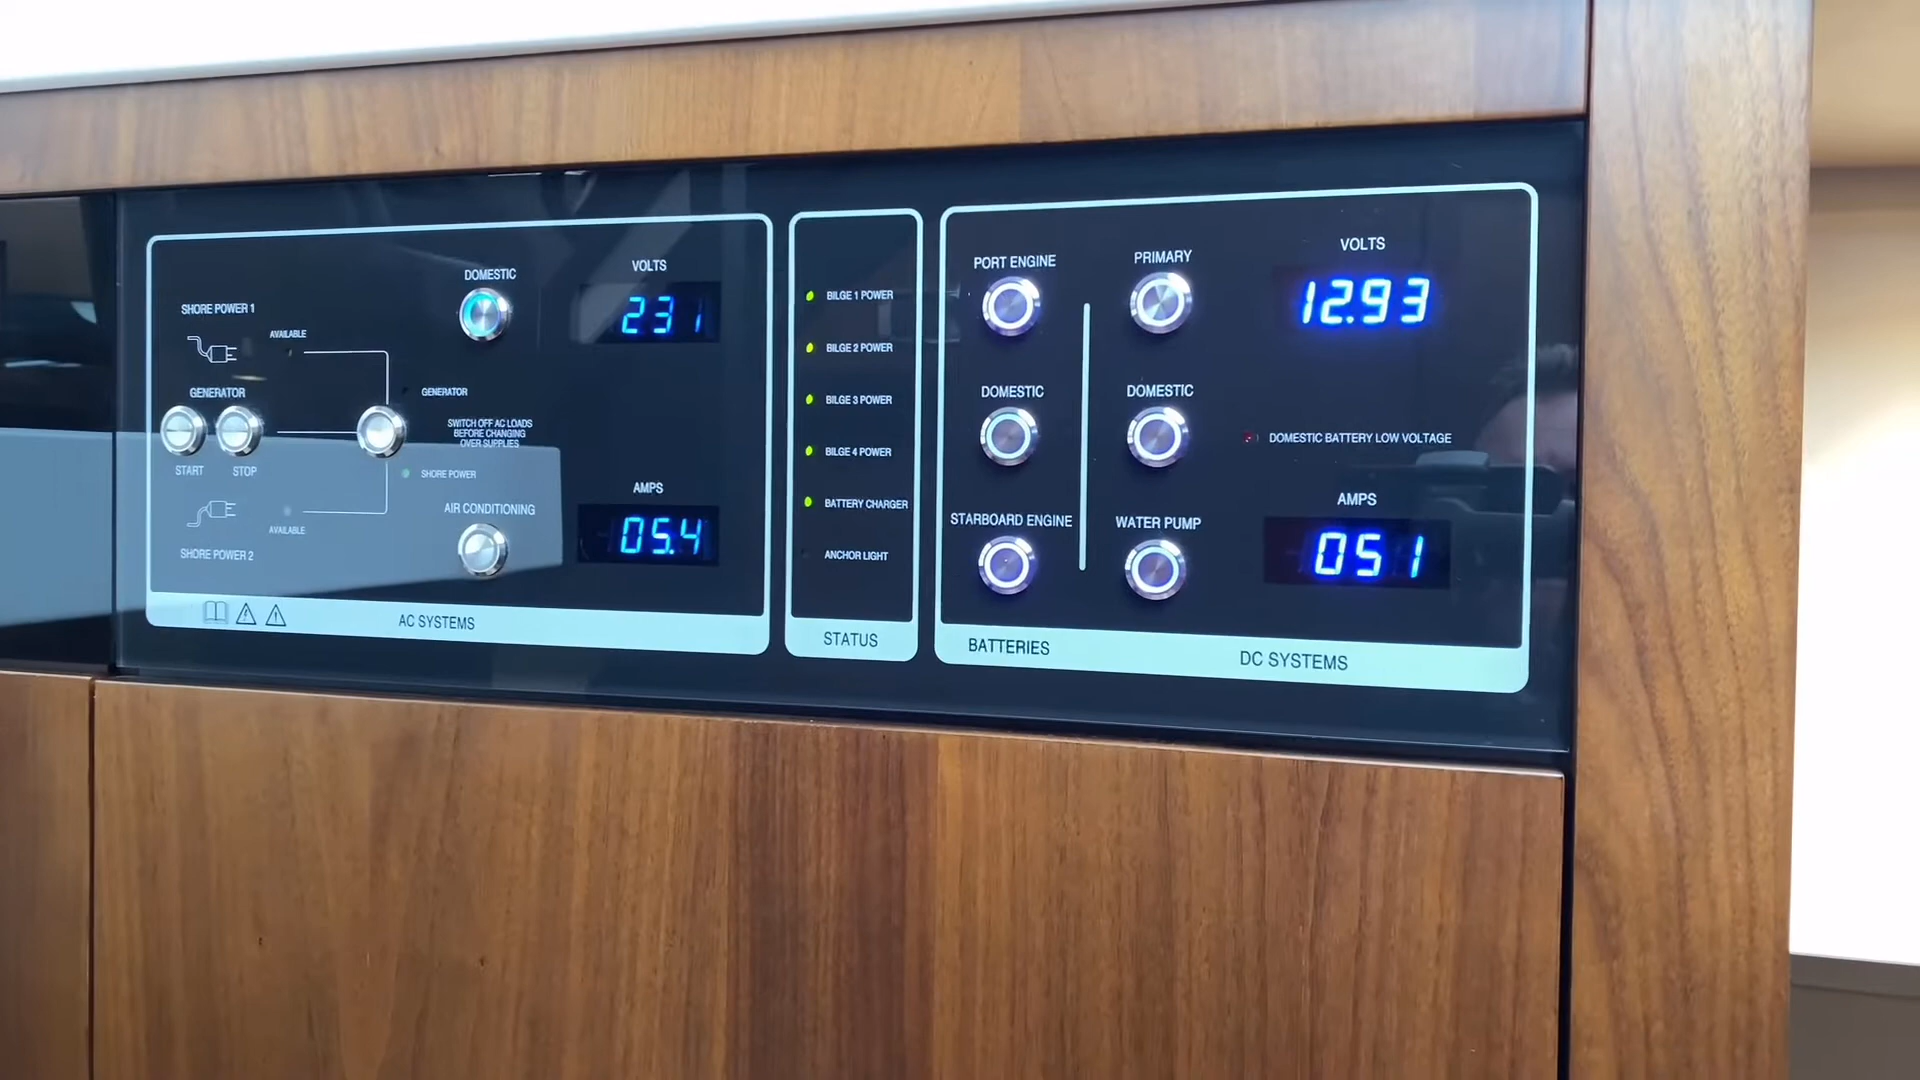 SHORE POWER 1
AVAILABLE
GENERATOR
START
STOP
SHORE POWER 2
AVAILABLE
DOMESTIC
GENERATOR
SWITCH OFF AC LOADS
BEFORE CHANGING
OVER SUPPLIES
SHORE POWER
AIR CONDITIONING
VOLTS
231
AMPS
05.4
AC SYSTEMS
BILGE 1 POWER
BILGE 2 POWER
BILGE 3 POWER
BILGE 4 POWER
BATTERY CHARGER
ANCHOR LIGHT
STATUS
PORT ENGINE
DOMESTIC
STARBOARD ENGINE
BATTERIES
PRIMARY
DOMESTIC
WATER PUMP
VOLTS
12.93
DOMESTIC BATTERY LOW VOLTAGE
AMPS
051
DC SYSTEMS